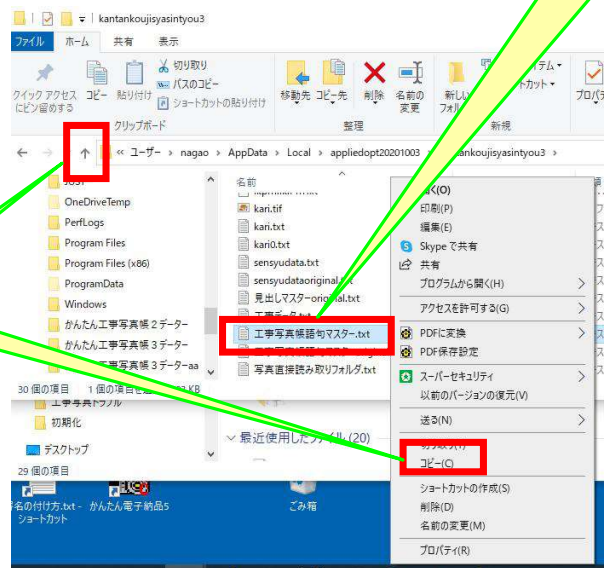 kantankoujisyasintyou3
ファイル ホーム 共有 表示
クイック アクセス
にピン留めする
コピー
貼り付け
切り取り
パスのコピー
ショートカットの貼り付け
移動先 コピー先 削除 名前の
変更
新しい
クリップボード 整理 新規
« ユーザー › nagao › AppData › Local › appliedopt20201003 ›
OneDriveTemp
PerfLogs
Program Files
Program Files (x86)
ProgramData
Windows
かんたん工事写真帳2データー
かんたん工事写真帳3データー
工事写真帳3データーaa
工事写真トラブル
初期化
デスクトップ
名前
kari.tif
kari.txt
kari0.txt
sensyudata.txt
sensyudataoriginal.txt
見出しマスターoriginal.txt
工事データ.txt
工事写真帳語句マスター.txt
写真直接読み取りフォルダ.txt
30 個の項目
29 個の項目
最近使用したファイル (20)
開く(O)
印刷(P)
編集(E)
Skype で共有
共有
プログラムから開く(H)
アクセスを許可する(G)
PDFに変換
PDF保存設定
スーパーセキュリティ
以前のバージョンの復元(V)
送る(N)
切り取り(T)
コピー(C)
ショートカットの作成(S)
削除(D)
名前の変更(M)
プロパティ(R)
名の付け方.txt -
ショートカット
かんたん電子納品5
ごみ箱